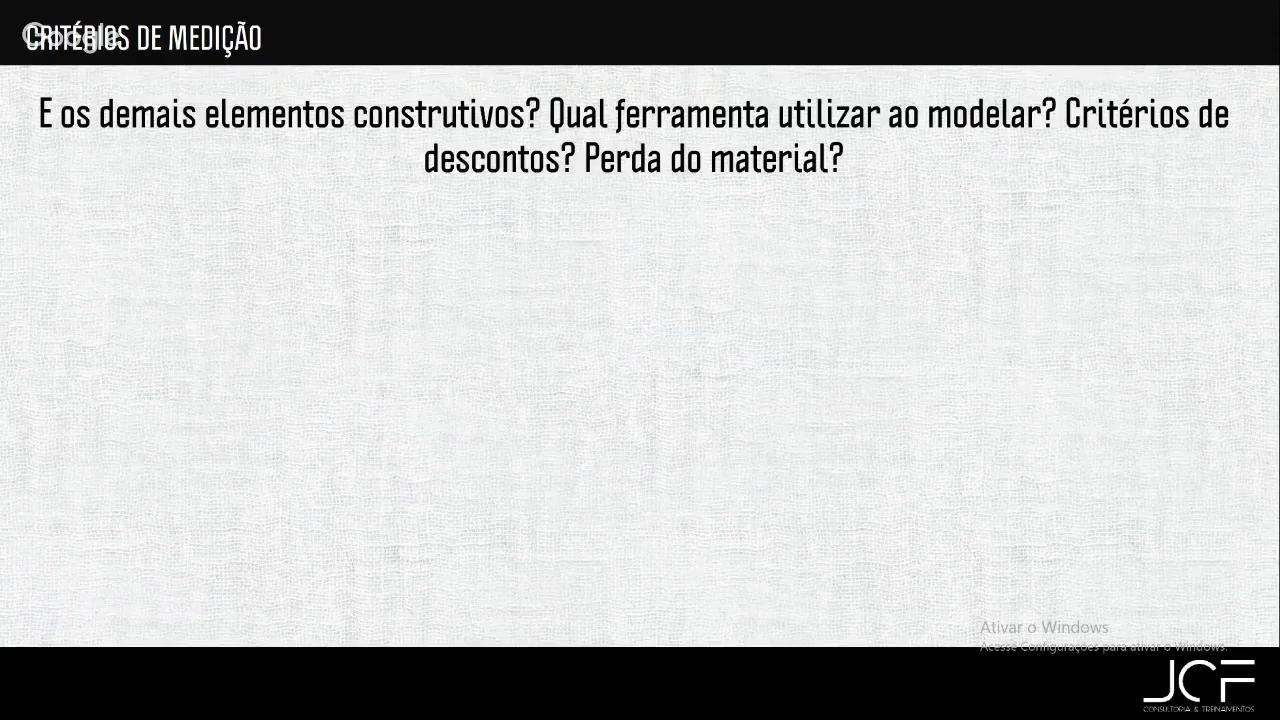 CRITÉRIOS DE MEDIÇÃO
Google
E os demais elementos construtivos? Qual ferramenta utilizar ao modelar? Critérios de
descontos? Perda do material?
Ativar o Windows
Acesse Configurações para ativar o Windows.
JCF
CONSULTORIA & TREINAMENTOS